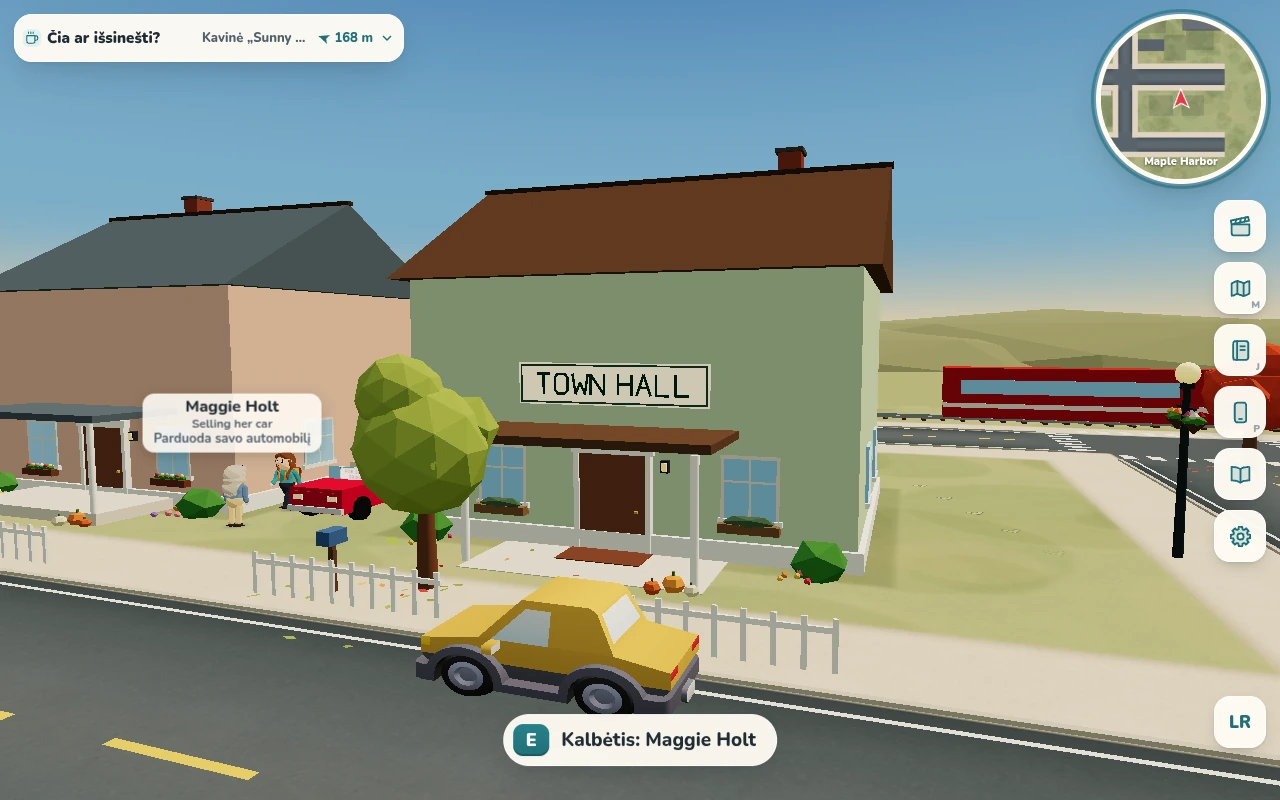 Čia ar išsinešti?
Kavinė „Sunny ...
168 m
Maple Harbor
M
J
P
TOWN HALL
Maggie Holt
Selling her car
Parduoda savo automobilį
E Kalbėtis: Maggie Holt
LR